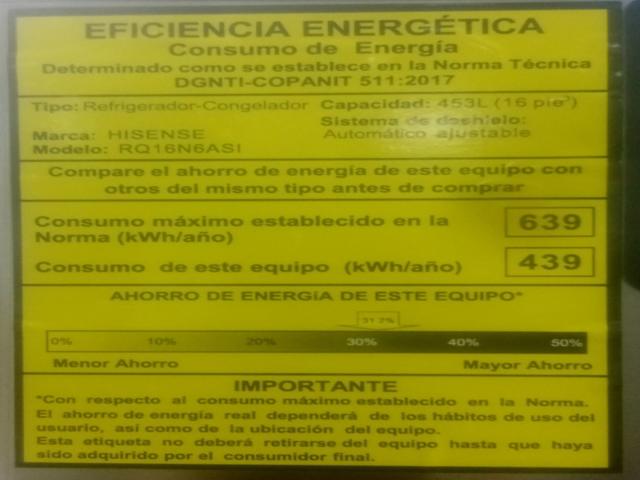 EFICIENCIA ENERGÉTICA
Consumo de Energía
Determinado como se establece en la Norma Técnica
DGNTI-COPANIT 511:2017
Tipo: Refrigerador-Congelador Capacidad: 453L (16 pie³)
Sistema de deshielo:
Marca: HISENSE Automático ajustable
Modelo: RQ16N6ASI
Compare el ahorro de energía de este equipo con
otros del mismo tipo antes de comprar
Consumo máximo establecido en la 639
Norma (kWh/año)
Consumo de este equipo (kWh/año) 439
AHORRO DE ENERGíA DE ESTE EQUIPO*
31.2%
0% 10% 20% 30% 40% 50%
Menor Ahorro Mayor Ahorro
IMPORTANTE
*Con respecto al consumo máximo establecido en la Norma.
El ahorro de energía real dependerá de los hábitos de uso del
usuario, así como de la ubicación del equipo.
Esta etiqueta no deberá retirarse del equipo hasta que haya
sido adquirido por el consumidor final.